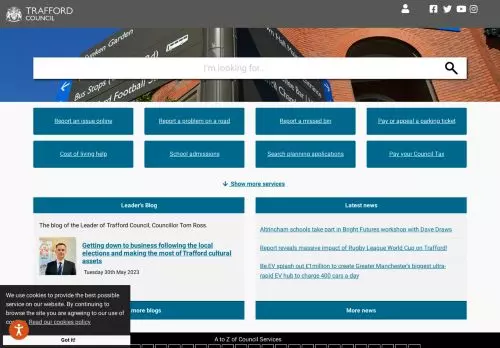 TRAFFORD
COUNCIL
Sunken Garden
Bus Stops
Football
I'm looking for...
Report an issue online
Report a problem on a road
Report a missed bin
Pay or appeal a parking ticket
Cost of living help
School admissions
Search planning applications
Pay your Council Tax
Show more services
Leader's Blog
The blog of the Leader of Trafford Council, Councillor Tom Ross.
Getting down to business following the local
elections and making the most of Trafford cultural
assets
Tuesday 30th May 2023
more blogs
Latest news
Altrincham schools take part in Bright Futures workshop with Dave Draws
Report reveals massive impact of Rugby League World Cup on Trafford!
Be.EV splash out £1million to create Greater Manchester's biggest ultra-
rapid EV hub to charge 400 cars a day
More news
We use cookies to provide the best possible
service on our website. By continuing to
browse the site you are agreeing to our use
of Read our cookies policy
Got it!
A to Z of Council Services